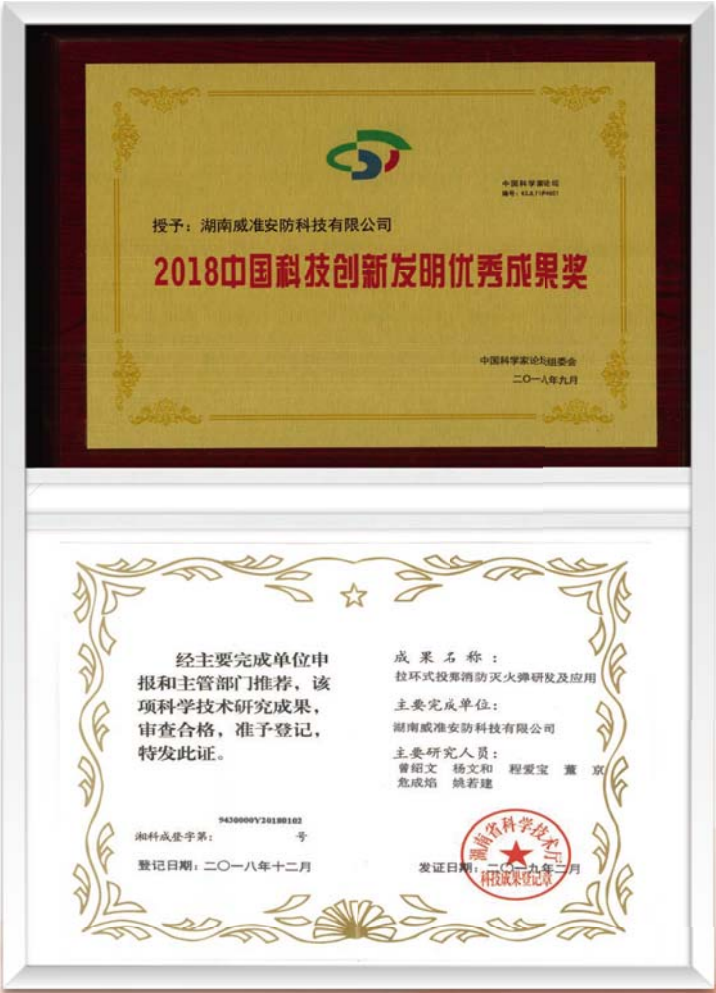 中国科学家论坛
授予：湖南威准安防科技有限公司
2018中国科技创新发明优秀成果奖
中国科学家论坛组委会
二〇一八年九月
经主要完成单位申
报和主管部门推荐，该
项科学技术研究成果，
审查合格，准予登记，
特发此证。
9430000Y20180102
湘科成登字第： 号
登记日期：二〇一八年十二月
成果名称：
拉环式投掷消防灭火弹研发及应用
主要完成单位：
湖南威准安防科技有限公司
主要研究人员：
曾绍文 杨文和 程爱宝 董京
危成焰 姚若建
湖南省科学技术厅
科技成果登记章
发证日期：二〇一九年二月